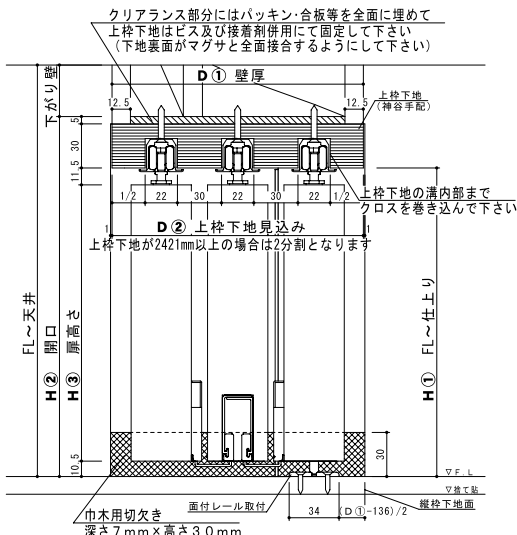 クリアランス部分にはパッキン・合板等を全面に埋めて
上枠下地はビス及び接着剤併用にて固定して下さい
(下地裏面がマグサと全面接合するようにして下さい)
D① 壁厚
12.5
12.5
上枠下地
(神谷手配)
下がり壁
5
30
5
11.5
1/2
22
30
22
30
22
1/2
上枠下地の溝内部まで
クロスを巻き込んで下さい
D② 上枠下地見込み
1
1
上枠下地が2421mm以上の場合は2分割となります
FL～天井
H② 開口
H③ 扉高さ
H① FL～仕上り
10.5
30
▽F.L
▽捨て貼
面付レール取付
縦枠下地面
34
(D①-136)/2
巾木用切欠き
深さ7mm×高さ30mm